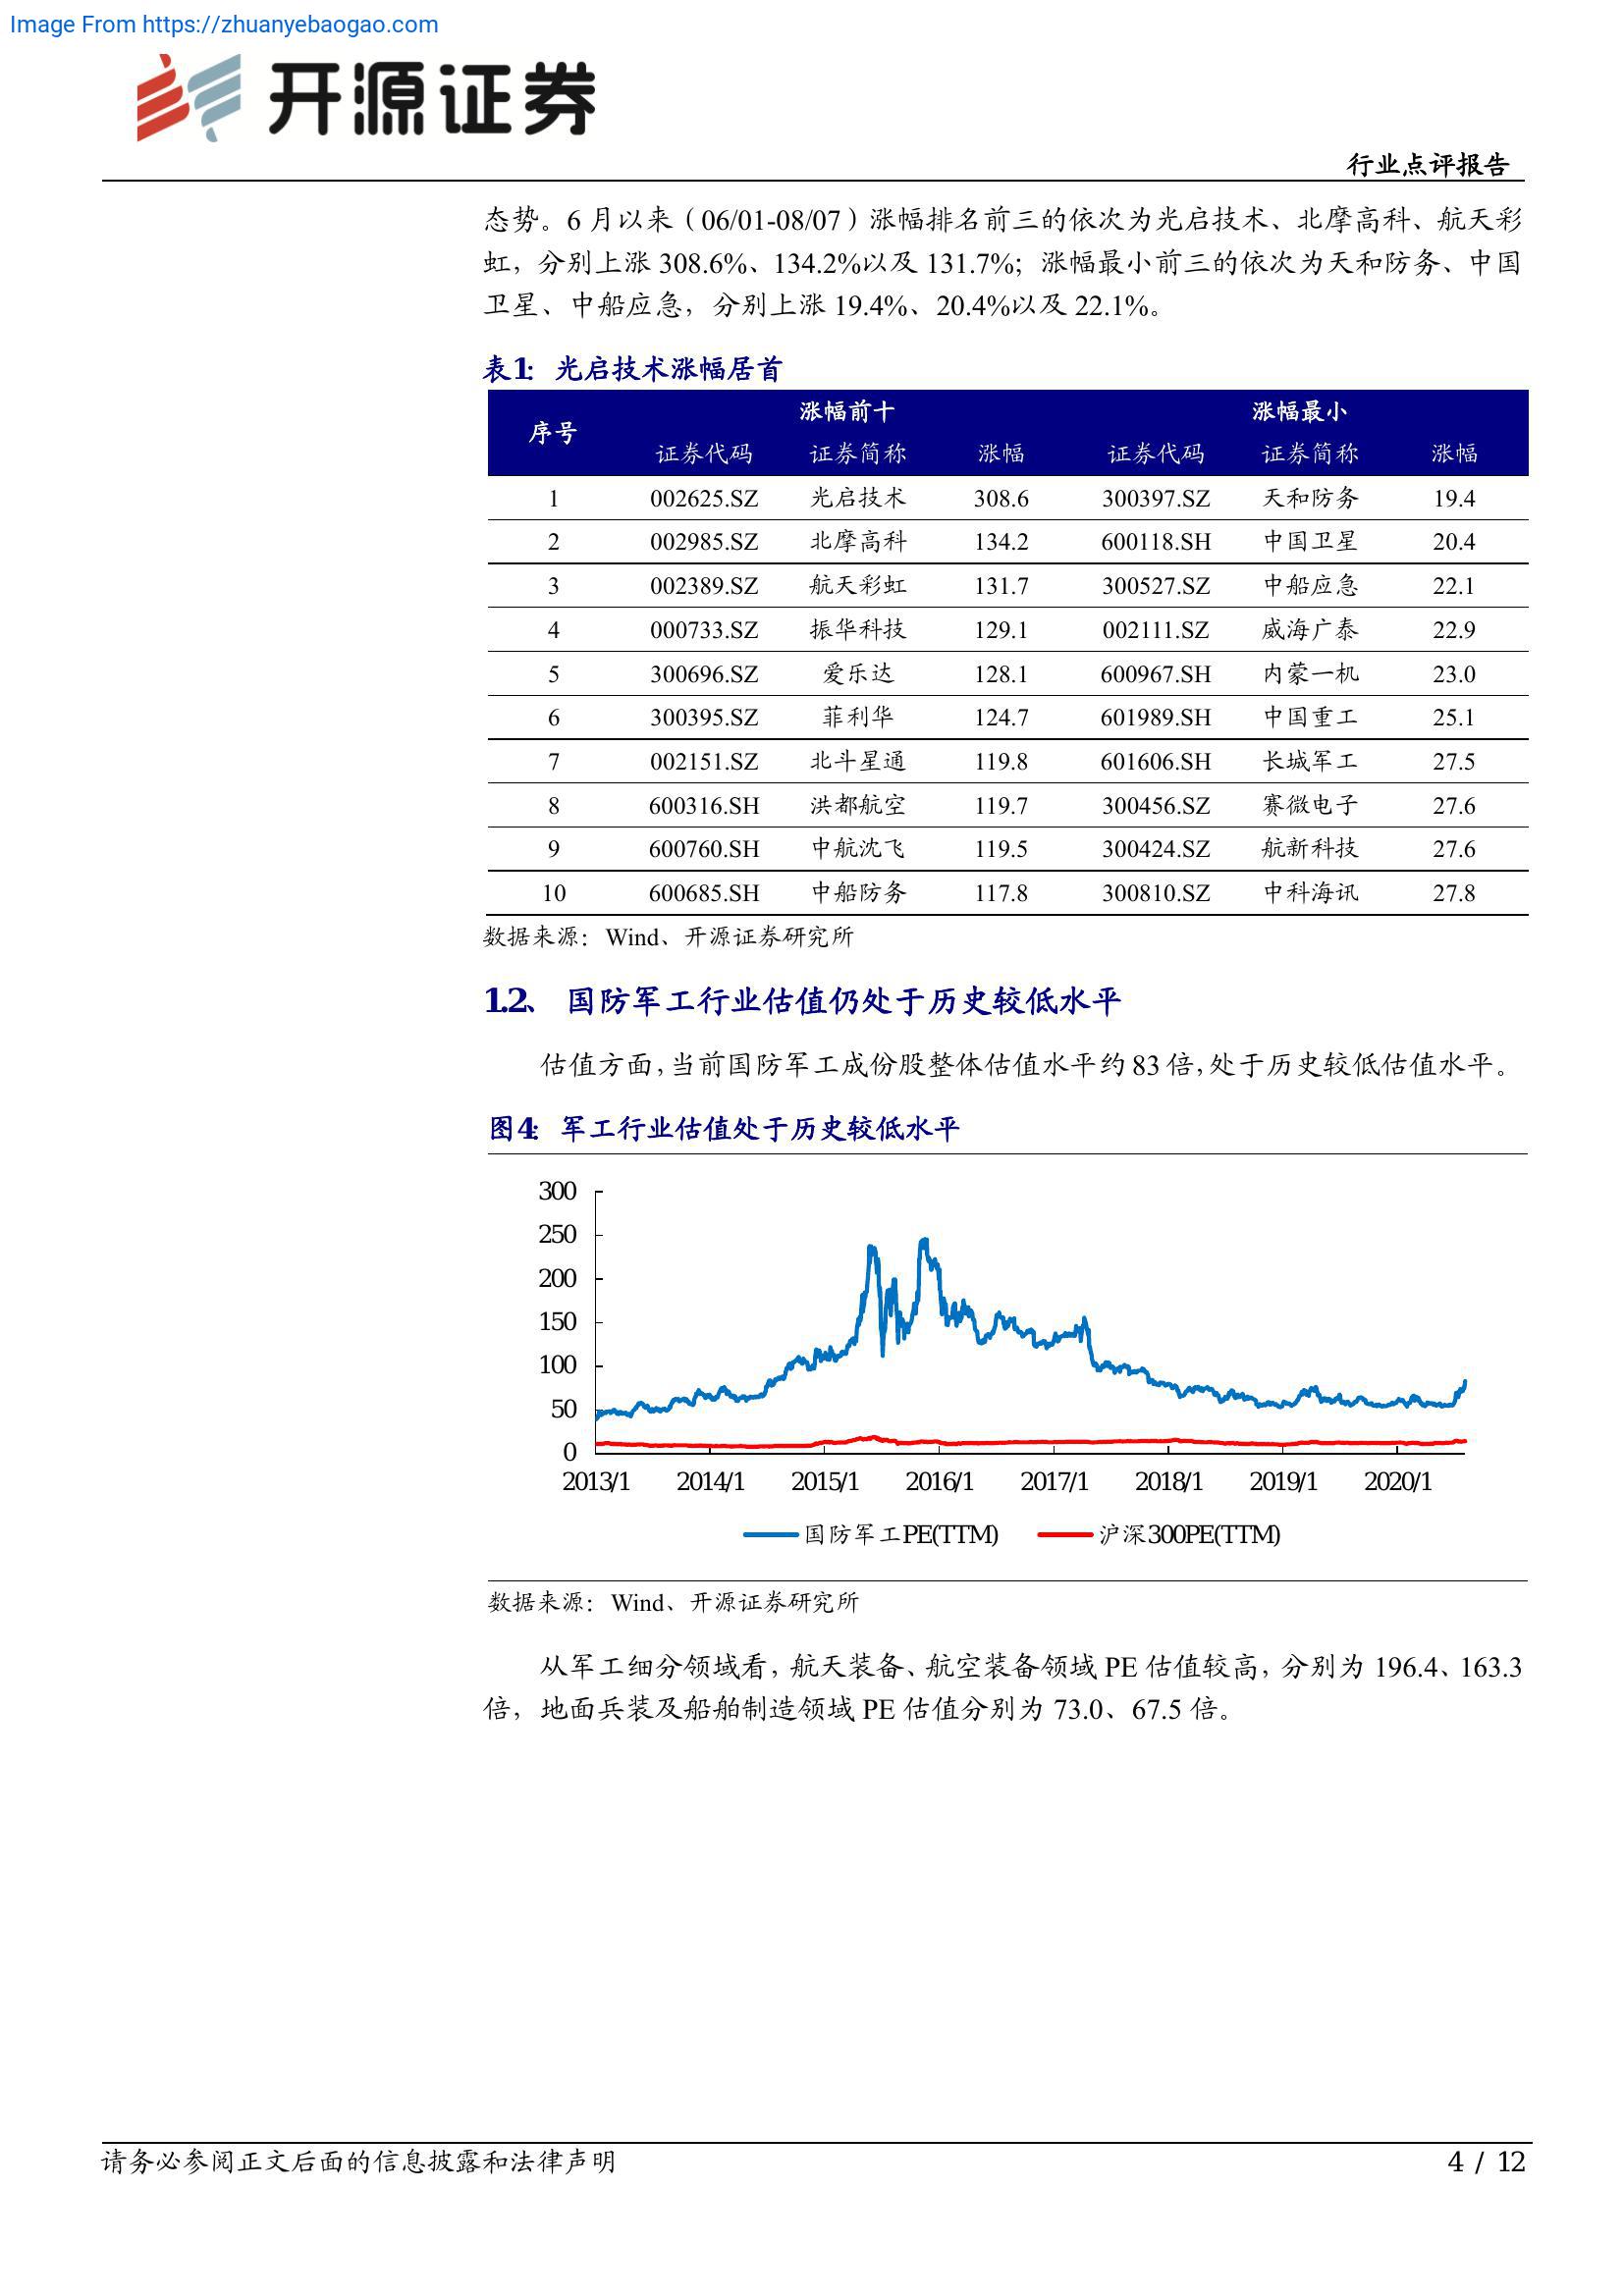 Image From https://zhuanyebaogao.com
开源证券
行业点评报告
态势。6 月以来（06/01-08/07）涨幅排名前三的依次为光启技术、北摩高科、航天彩
虹，分别上涨 308.6%、134.2%以及 131.7%；涨幅最小前三的依次为天和防务、中国
卫星、中船应急，分别上涨 19.4%、20.4%以及 22.1%。
表1： 光启技术涨幅居首
序号 涨幅前十 涨幅最小
证券代码 证券简称 涨幅 证券代码 证券简称 涨幅
1 002625.SZ 光启技术 308.6 300397.SZ 天和防务 19.4
2 002985.SZ 北摩高科 134.2 600118.SH 中国卫星 20.4
3 002389.SZ 航天彩虹 131.7 300527.SZ 中船应急 22.1
4 000733.SZ 振华科技 129.1 002111.SZ 威海广泰 22.9
5 300696.SZ 爱乐达 128.1 600967.SH 内蒙一机 23.0
6 300395.SZ 菲利华 124.7 601989.SH 中国重工 25.1
7 002151.SZ 北斗星通 119.8 601606.SH 长城军工 27.5
8 600316.SH 洪都航空 119.7 300456.SZ 赛微电子 27.6
9 600760.SH 中航沈飞 119.5 300424.SZ 航新科技 27.6
10 600685.SH 中船防务 117.8 300810.SZ 中科海讯 27.8
数据来源：Wind、开源证券研究所
1.2、 国防军工行业估值仍处于历史较低水平
估值方面，当前国防军工成份股整体估值水平约 83 倍，处于历史较低估值水平。
图4： 军工行业估值处于历史较低水平
300
250
200
150
100
50
0
2013/1 2014/1 2015/1 2016/1 2017/1 2018/1 2019/1 2020/1
国防军工PE(TTM) 沪深300PE(TTM)
数据来源：Wind、开源证券研究所
从军工细分领域看，航天装备、航空装备领域 PE 估值较高，分别为 196.4、163.3
倍，地面兵装及船舶制造领域 PE 估值分别为 73.0、67.5 倍。
请务必参阅正文后面的信息披露和法律声明
4 / 12